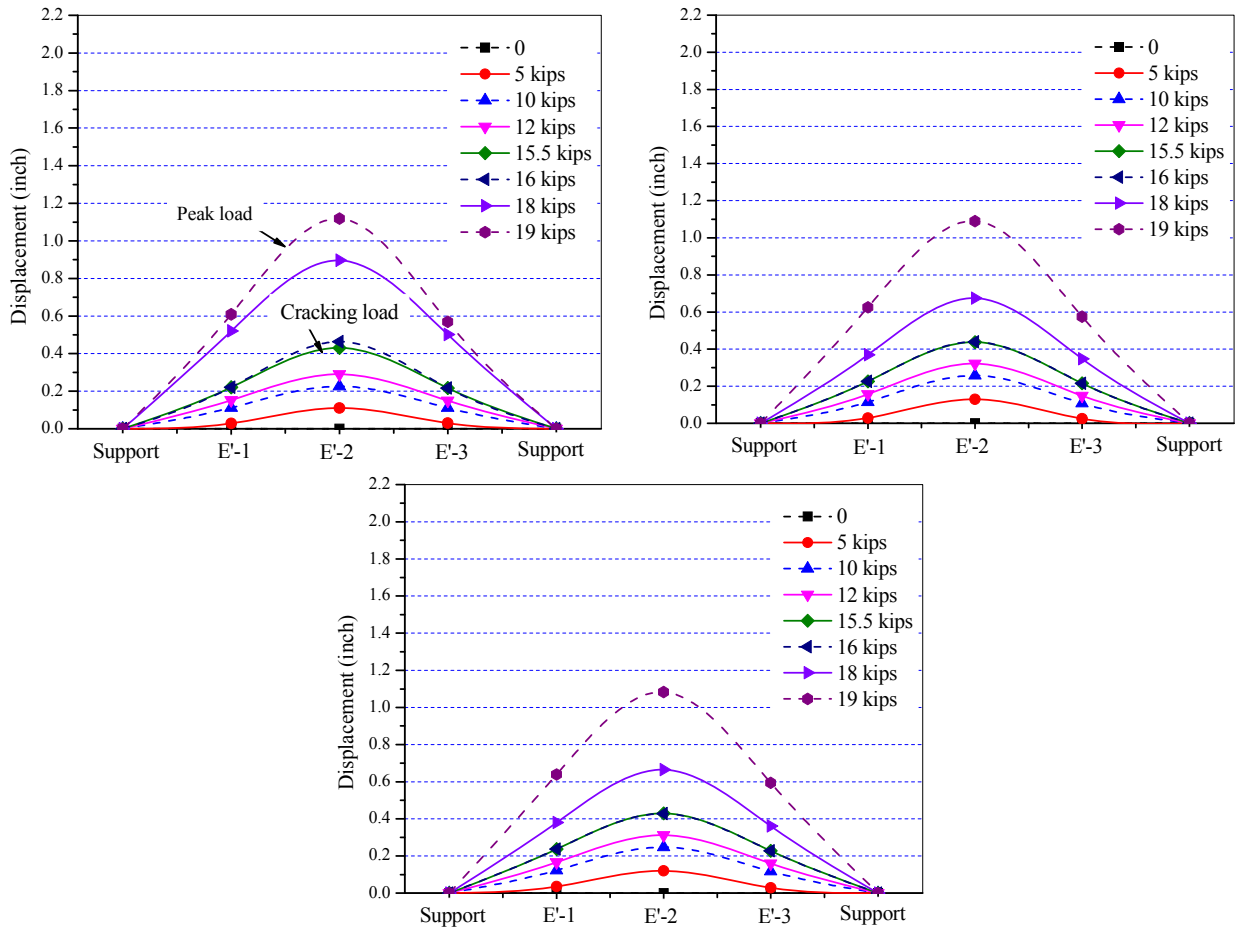 2.2
2.0
1.8
1.6
1.4
1.2
1.0
0.8
0.6
0.4
0.2
0.0
Displacement (inch)
0
5 kips
10 kips
12 kips
15.5 kips
16 kips
18 kips
19 kips
Peak load
Cracking load
Support E'-1 E'-2 E'-3 Support
2.2
2.0
1.8
1.6
1.4
1.2
1.0
0.8
0.6
0.4
0.2
0.0
Displacement (inch)
0
5 kips
10 kips
12 kips
15.5 kips
16 kips
18 kips
19 kips
Support E'-1 E'-2 E'-3 Support
2.2
2.0
1.8
1.6
1.4
1.2
1.0
0.8
0.6
0.4
0.2
0.0
Displacement (inch)
0
5 kips
10 kips
12 kips
15.5 kips
16 kips
18 kips
19 kips
Support E'-1 E'-2 E'-3 Support